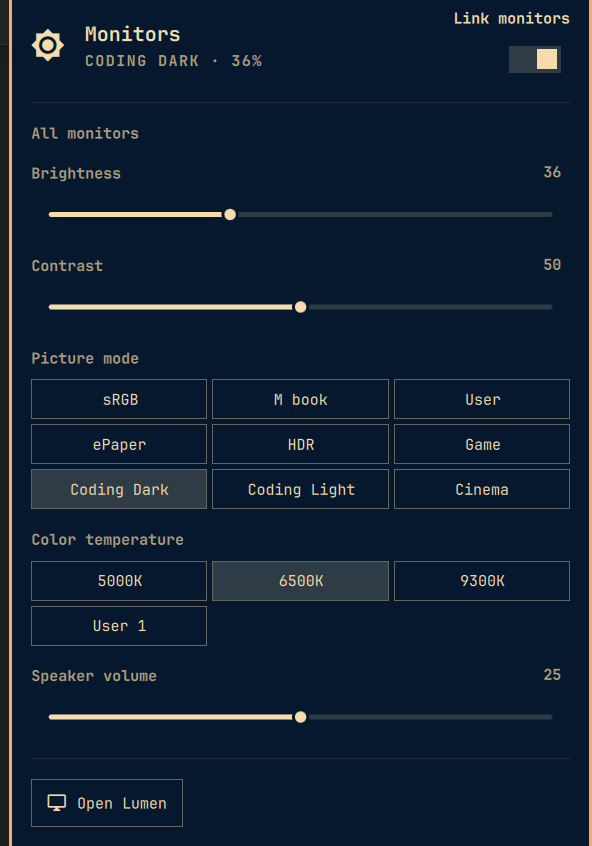 Link monitors
Monitors
CODING DARK · 36%
All monitors
Brightness 36
Contrast 50
Picture mode
sRGB M book User
ePaper HDR Game
Coding Dark Coding Light Cinema
Color temperature
5000K 6500K 9300K
User 1
Speaker volume 25
Open Lumen